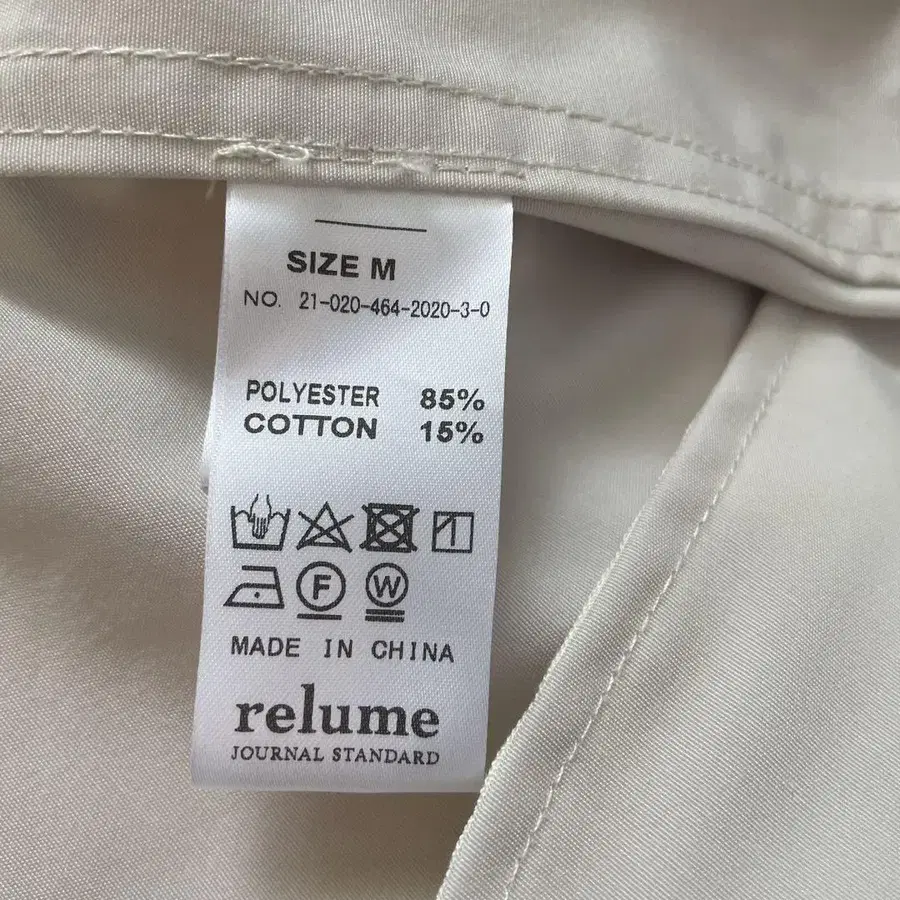 SIZE M
NO. 21-020-464-2020-3-0
POLYESTER 85%
COTTON 15%
F W
MADE IN CHINA
relume
JOURNAL STANDARD